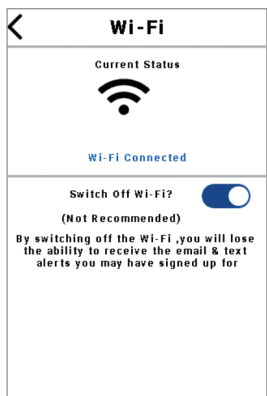 Wi-Fi
Current Status
Wi-Fi Connected
Switch Off Wi-Fi?
(Not Recommended)
By switching off the Wi-Fi ,you will lose
the ability to receive the email & text
alerts you may have signed up for